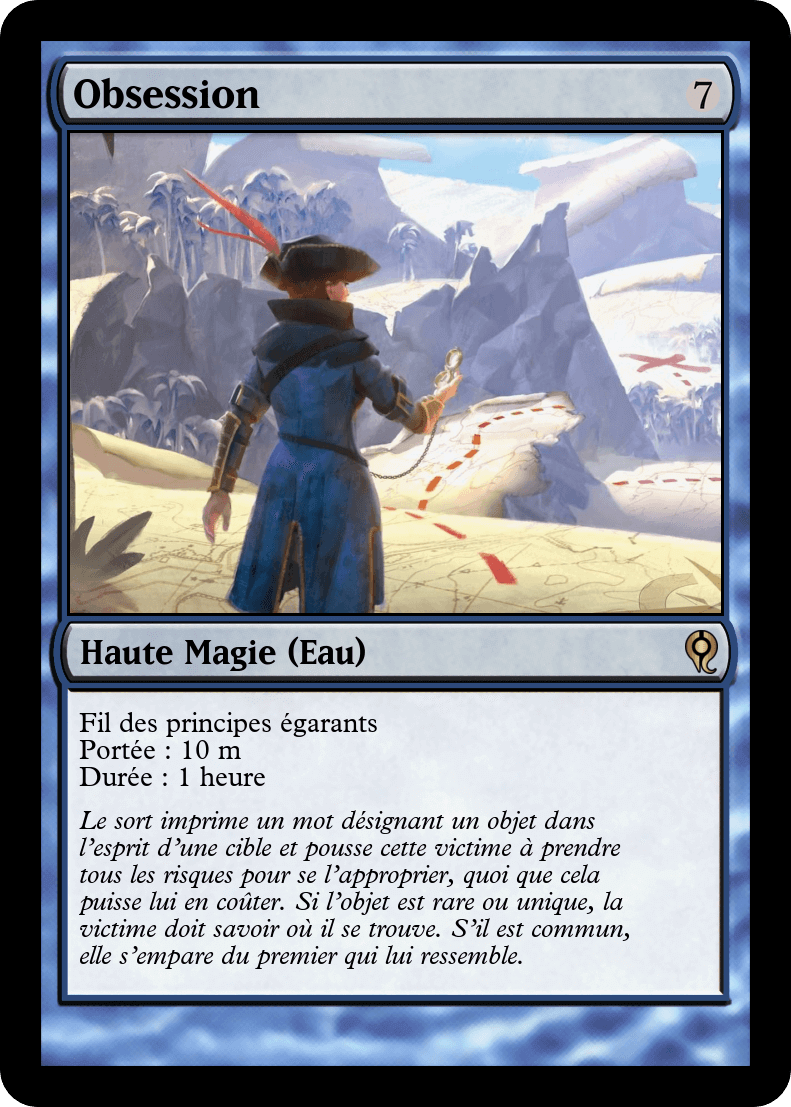 Obsession
7
Haute Magie (Eau)
Fil des principes égarants
Portée : 10 m
Durée : 1 heure
Le sort imprime un mot désignant un objet dans
l'esprit d'une cible et pousse cette victime à prendre
tous les risques pour se l'approprier, quoi que cela
puisse lui en coûter. Si l'objet est rare ou unique, la
victime doit savoir où il se trouve. S'il est commun,
elle s'empare du premier qui lui ressemble.